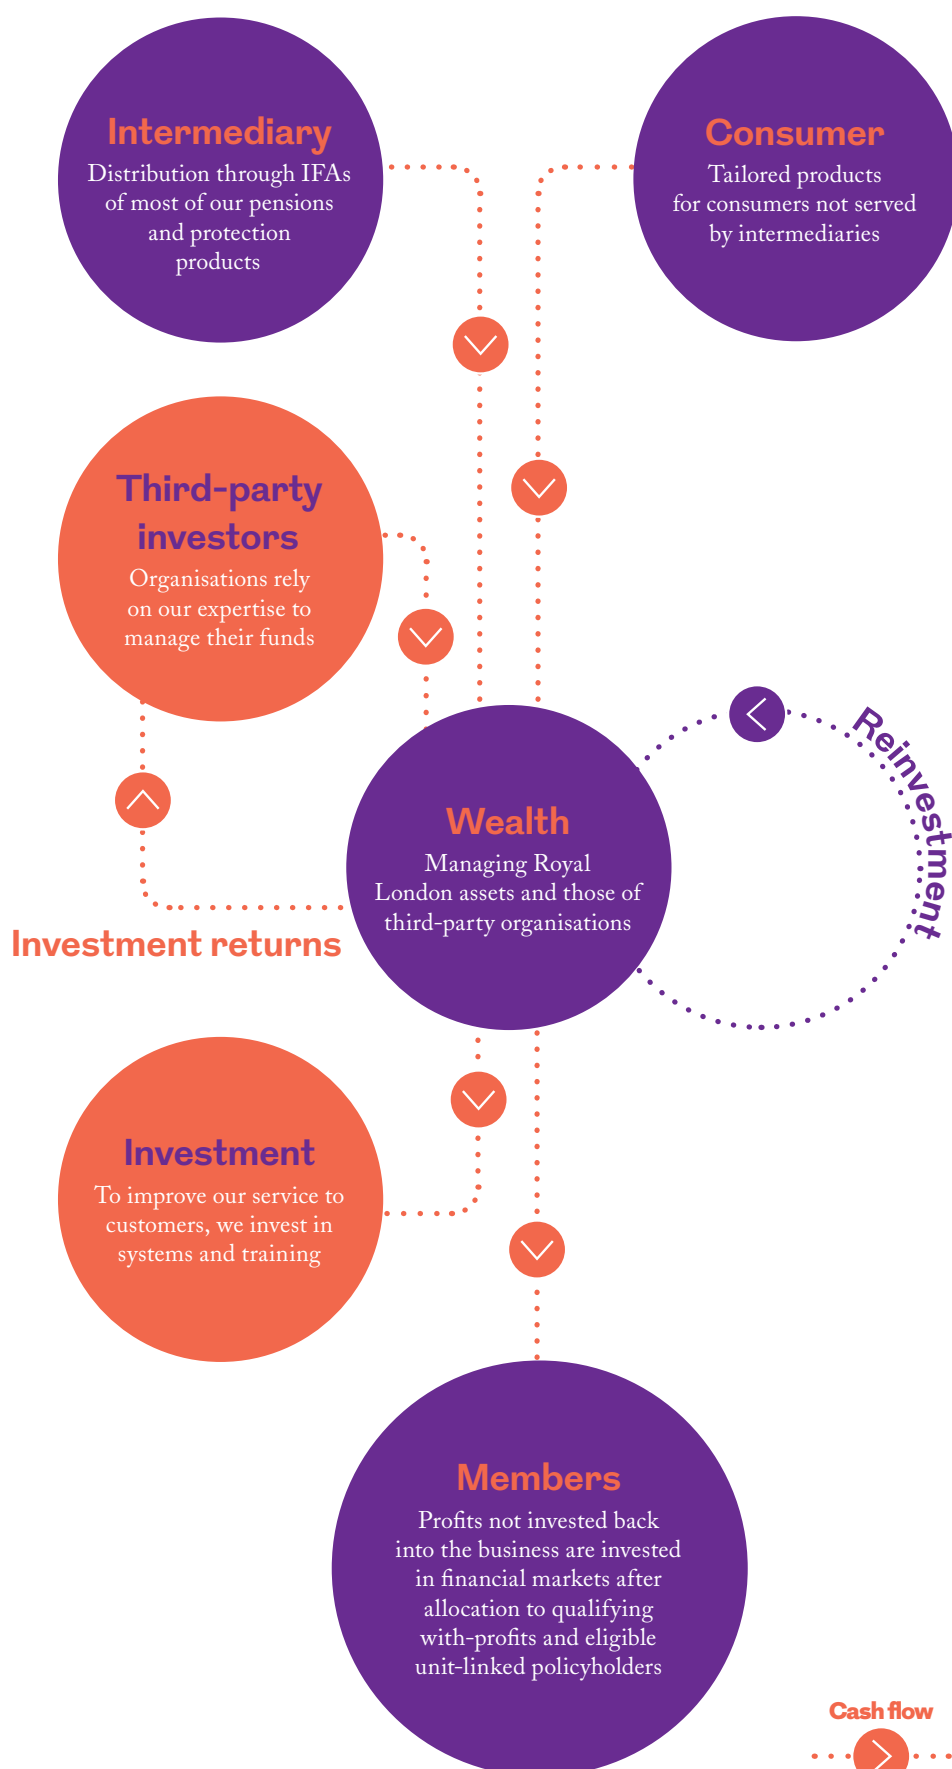 Intermediary
Distribution through IFAs
of most of our pensions
and protection
products
Consumer
Tailored products
for consumers not served
by intermediaries
Third-party
investors
Organisations rely
on our expertise to
manage their funds
Reinvestment
Wealth
Managing Royal
London assets and those of
third-party organisations
Investment returns
Investment
To improve our service to
customers, we invest in
systems and training
Members
Profits not invested back
into the business are invested
in financial markets after
allocation to qualifying
with-profits and eligible
unit-linked policyholders
Cash flow